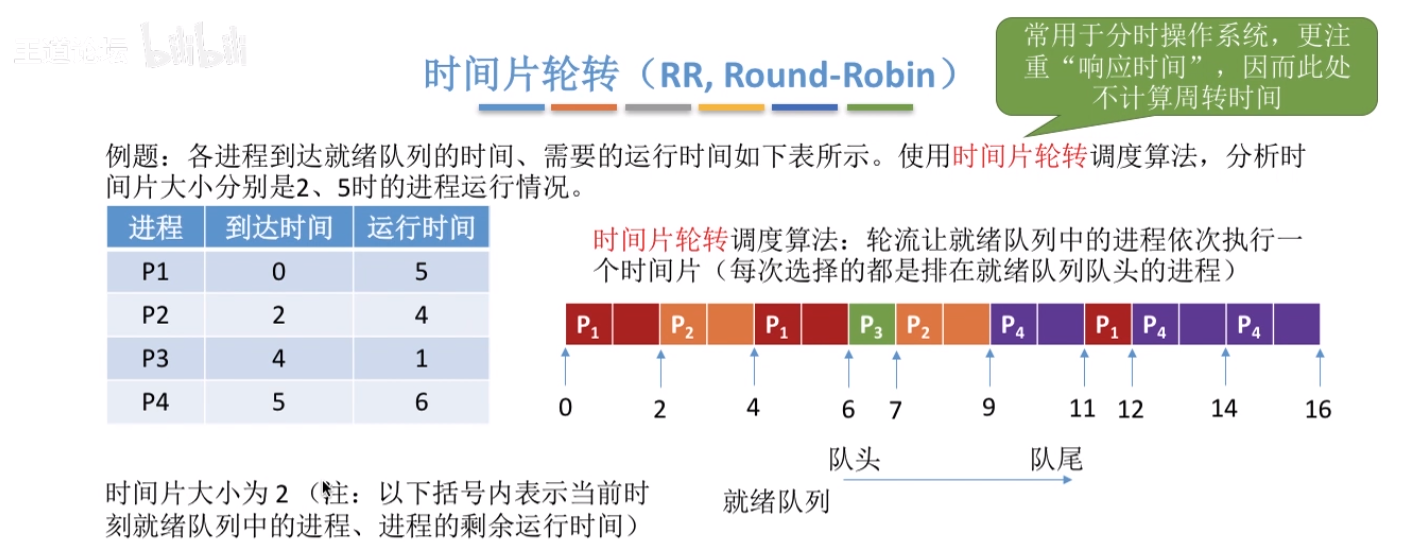 王道论坛 bilibili
时间片轮转（RR, Round-Robin）
常用于分时操作系统，更注
重“响应时间”，因而此处
不计算周转时间
例题：各进程到达就绪队列的时间、需要的运行时间如下表所示。使用时间片轮转调度算法，分析时
间片大小分别是2、5时的进程运行情况。
进程 到达时间 运行时间
P1 0 5
P2 2 4
P3 4 1
P4 5 6
时间片轮转调度算法：轮流让就绪队列中的进程依次执行一
个时间片（每次选择的都是排在就绪队列队头的进程）
P1 P2 P1 P3 P2 P4 P1 P4 P4
0 2 4 6 7 9 11 12 14 16
队头 队尾
就绪队列
时间片大小为 2 （注：以下括号内表示当前时
刻就绪队列中的进程、进程的剩余运行时间）